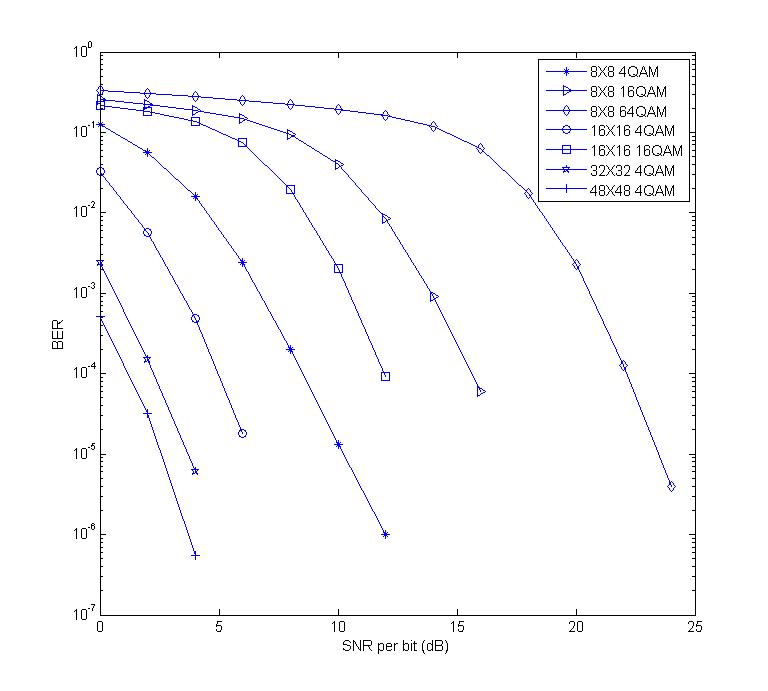 10^0
10^-1
10^-2
10^-3
10^-4
10^-5
10^-6
10^-7
BER
0 5 10 15 20 25
SNR per bit (dB)
8X8 4QAM
8X8 16QAM
8X8 64QAM
16X16 4QAM
16X16 16QAM
32X32 4QAM
48X48 4QAM